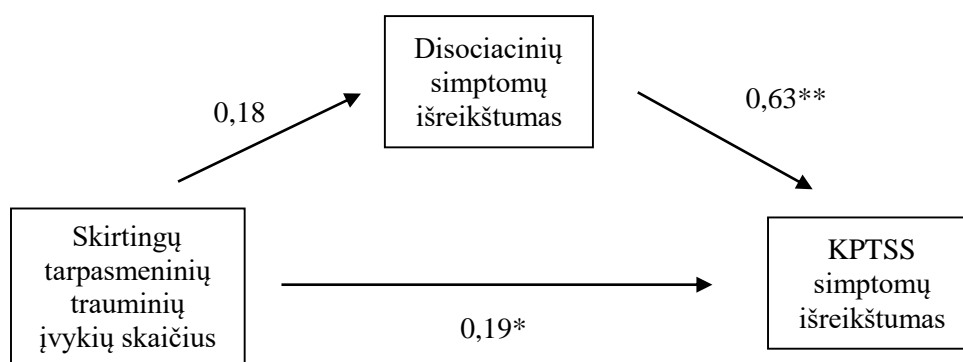 Disociacinių
simptomų
išreikštumas
0,18
0,63**
Skirtingų
tarpasmeninių
trauminių
įvykių skaičius
0,19*
KPTSS
simptomų
išreikštumas